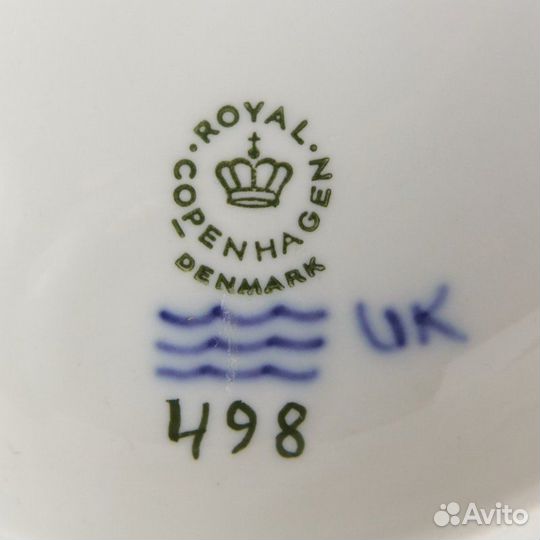 ROYAL
COPENHAGEN
DENMARK
UK
498
Avito